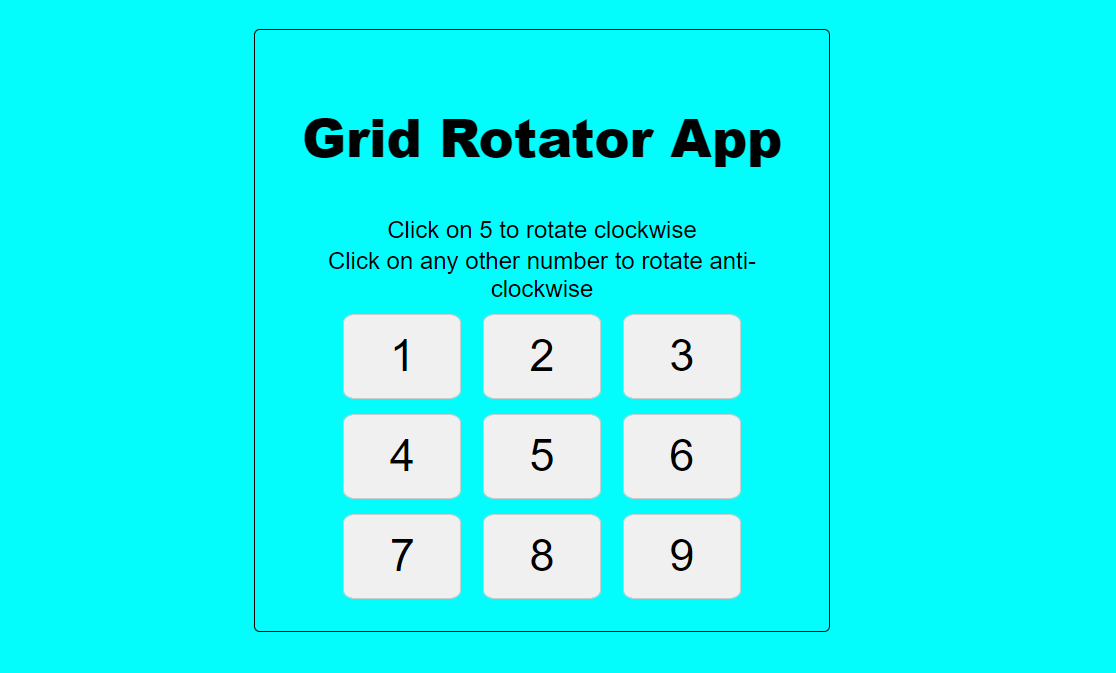 Grid Rotator App
Click on 5 to rotate clockwise
Click on any other number to rotate anti-
clockwise
1 2 3
4 5 6
7 8 9